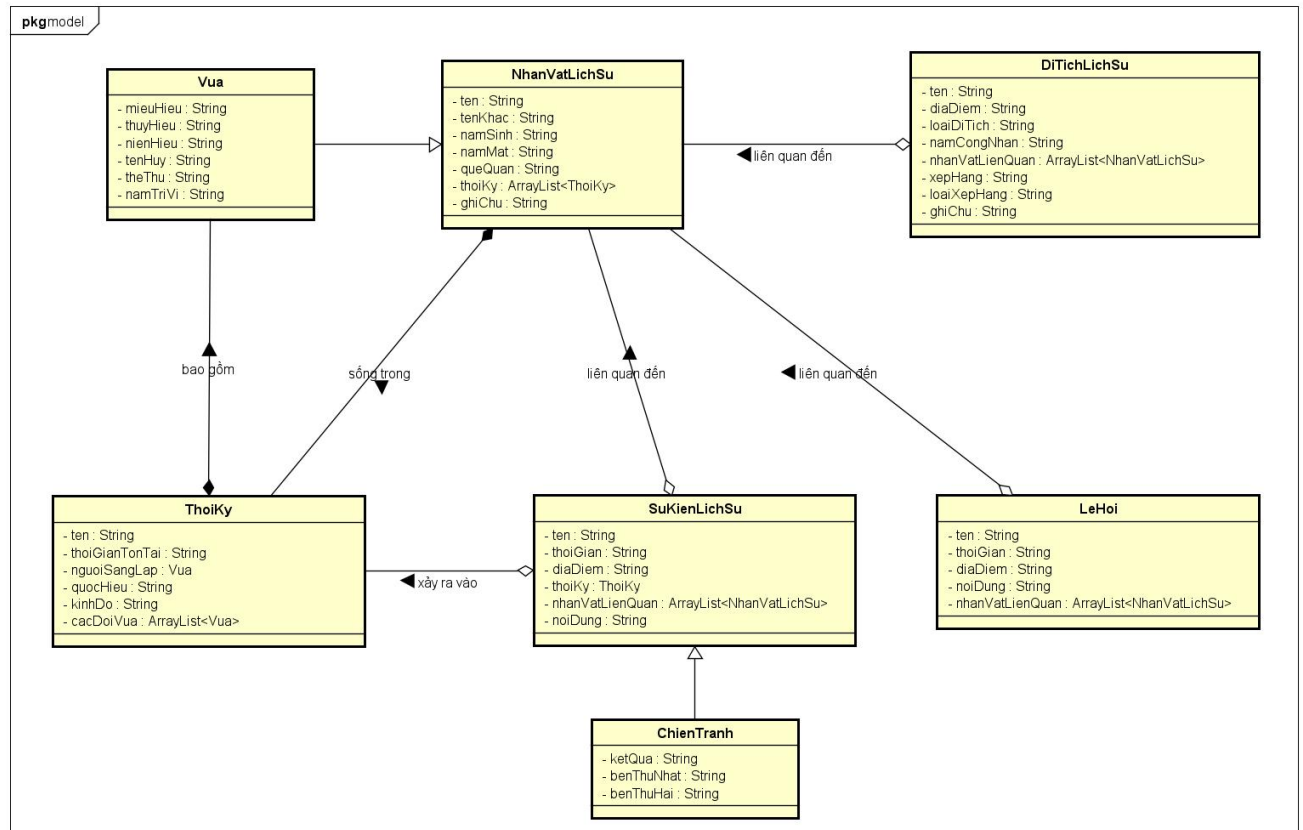 pkg model
Vua
- mieuHieu : String
- thuyHieu : String
- nienHieu : String
- tenHuy : String
- theThu : String
- namTriVi : String
NhanVatLichSu
- ten : String
- tenKhac : String
- namSinh : String
- namMat : String
- queQuan : String
- thoiKy : ArrayList<ThoiKy>
- ghiChu : String
DiTichLichSu
- ten : String
- diaDiem : String
- loaiDiTich : String
- namCongNhan : String
- nhanVatLienQuan : ArrayList<NhanVatLichSu>
- xepHang : String
- loaiXepHang : String
- ghiChu : String
liên quan đến
bao gồm
sống trong
liên quan đến
liên quan đến
ThoiKy
- ten : String
- thoiGianTonTai : String
- nguoiSangLap : Vua
- quocHieu : String
- kinhDo : String
- cacDoiVua : ArrayList<Vua>
xảy ra vào
SuKienLichSu
- ten : String
- thoiGian : String
- diaDiem : String
- thoiKy : ThoiKy
- nhanVatLienQuan : ArrayList<NhanVatLichSu>
- noiDung : String
LeHoi
- ten : String
- thoiGian : String
- diaDiem : String
- noiDung : String
- nhanVatLienQuan : ArrayList<NhanVatLichSu>
ChienTranh
- ketQua : String
- benThuNhat : String
- benThuHai : String